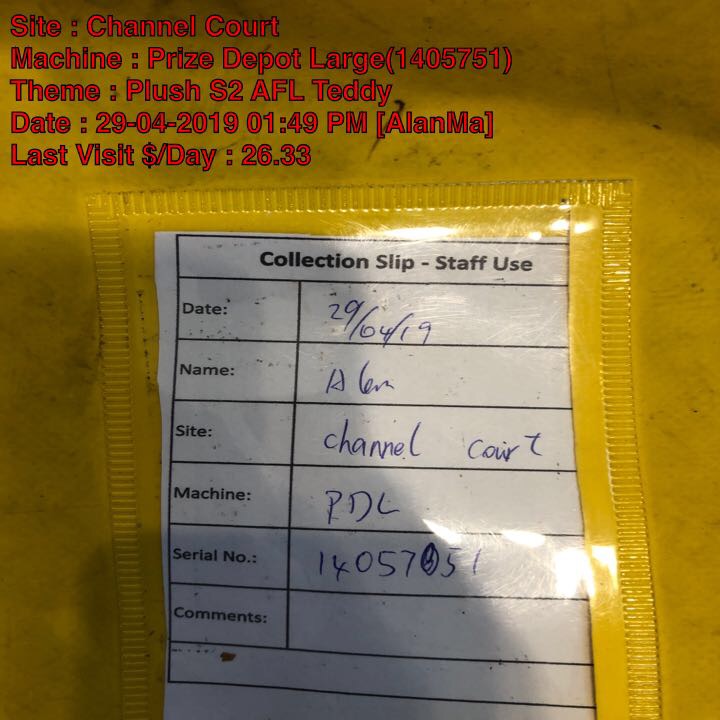 Site : Channel Court
Machine : Prize Depot Large(1405751)
Theme : Plush S2 AFL Teddy
Date : 29-04-2019 01:49 PM [AlanMa]
Last Visit $/Day : 26.33
Collection Slip - Staff Use
Date: 29/04/19
Name: Alan
Site: channel court
Machine: PDL
Serial No.: 1405751
Comments: